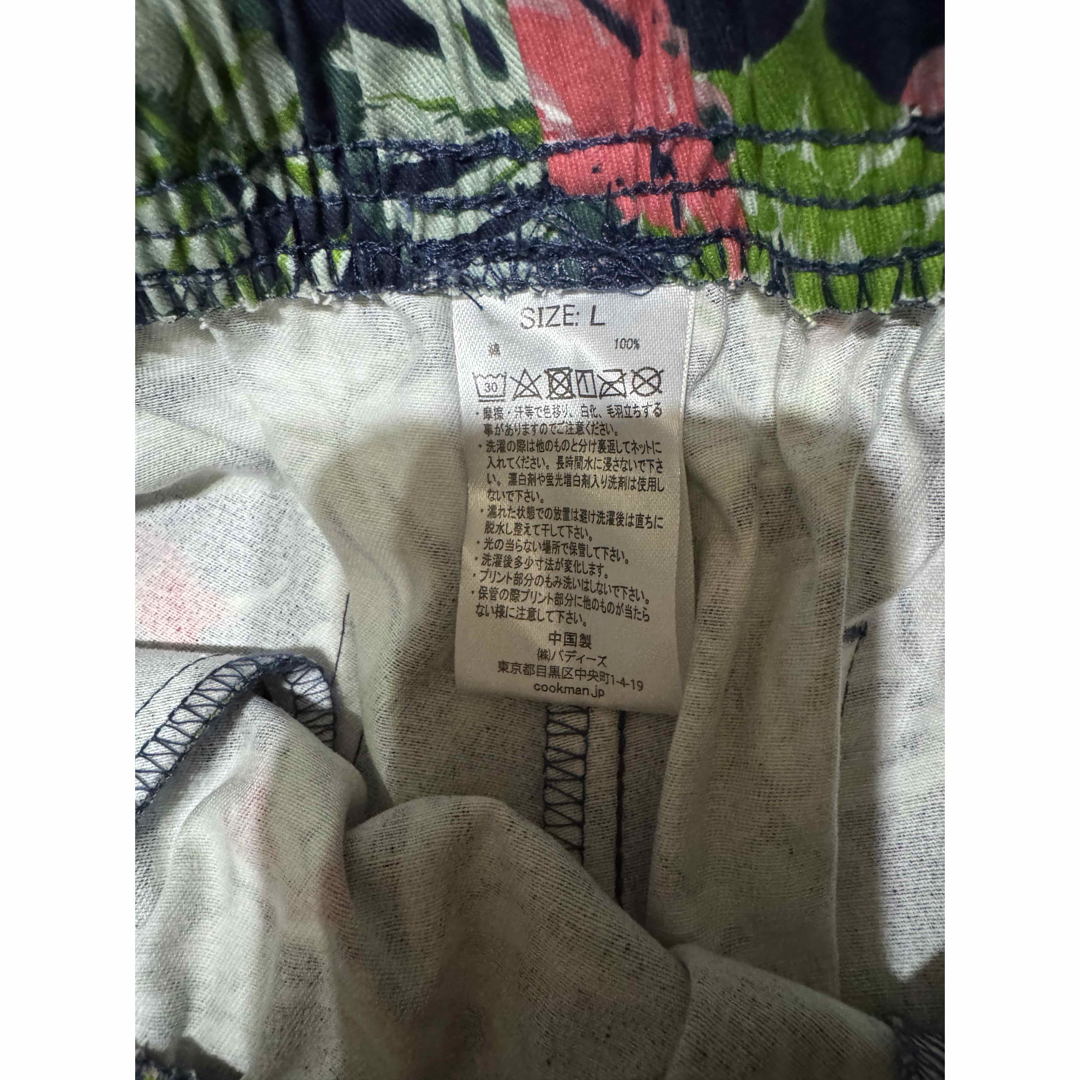 SIZE: L
綿 100%
30
・摩擦・汗等で色移り、白化、毛羽立ちする
事がありますのでご注意ください。
・洗濯の際は他のものと分け裏返してネットに
入れてください。長時間水に浸さないで下さ
い。漂白剤や蛍光増白剤入り洗剤は使用し
ないで下さい。
・濡れた状態での放置は避け洗濯後は直ちに
脱水し整えて干して下さい。
・光の当らない場所で保管して下さい。
・洗濯後多少寸法が変化します。
・プリント部分のもみ洗いはしないで下さい。
・保管の際プリント部分に他のものが当たら
ない様に注意して下さい。
中国製
㈱バディーズ
東京都目黒区中央町1-4-19
cookman.jp